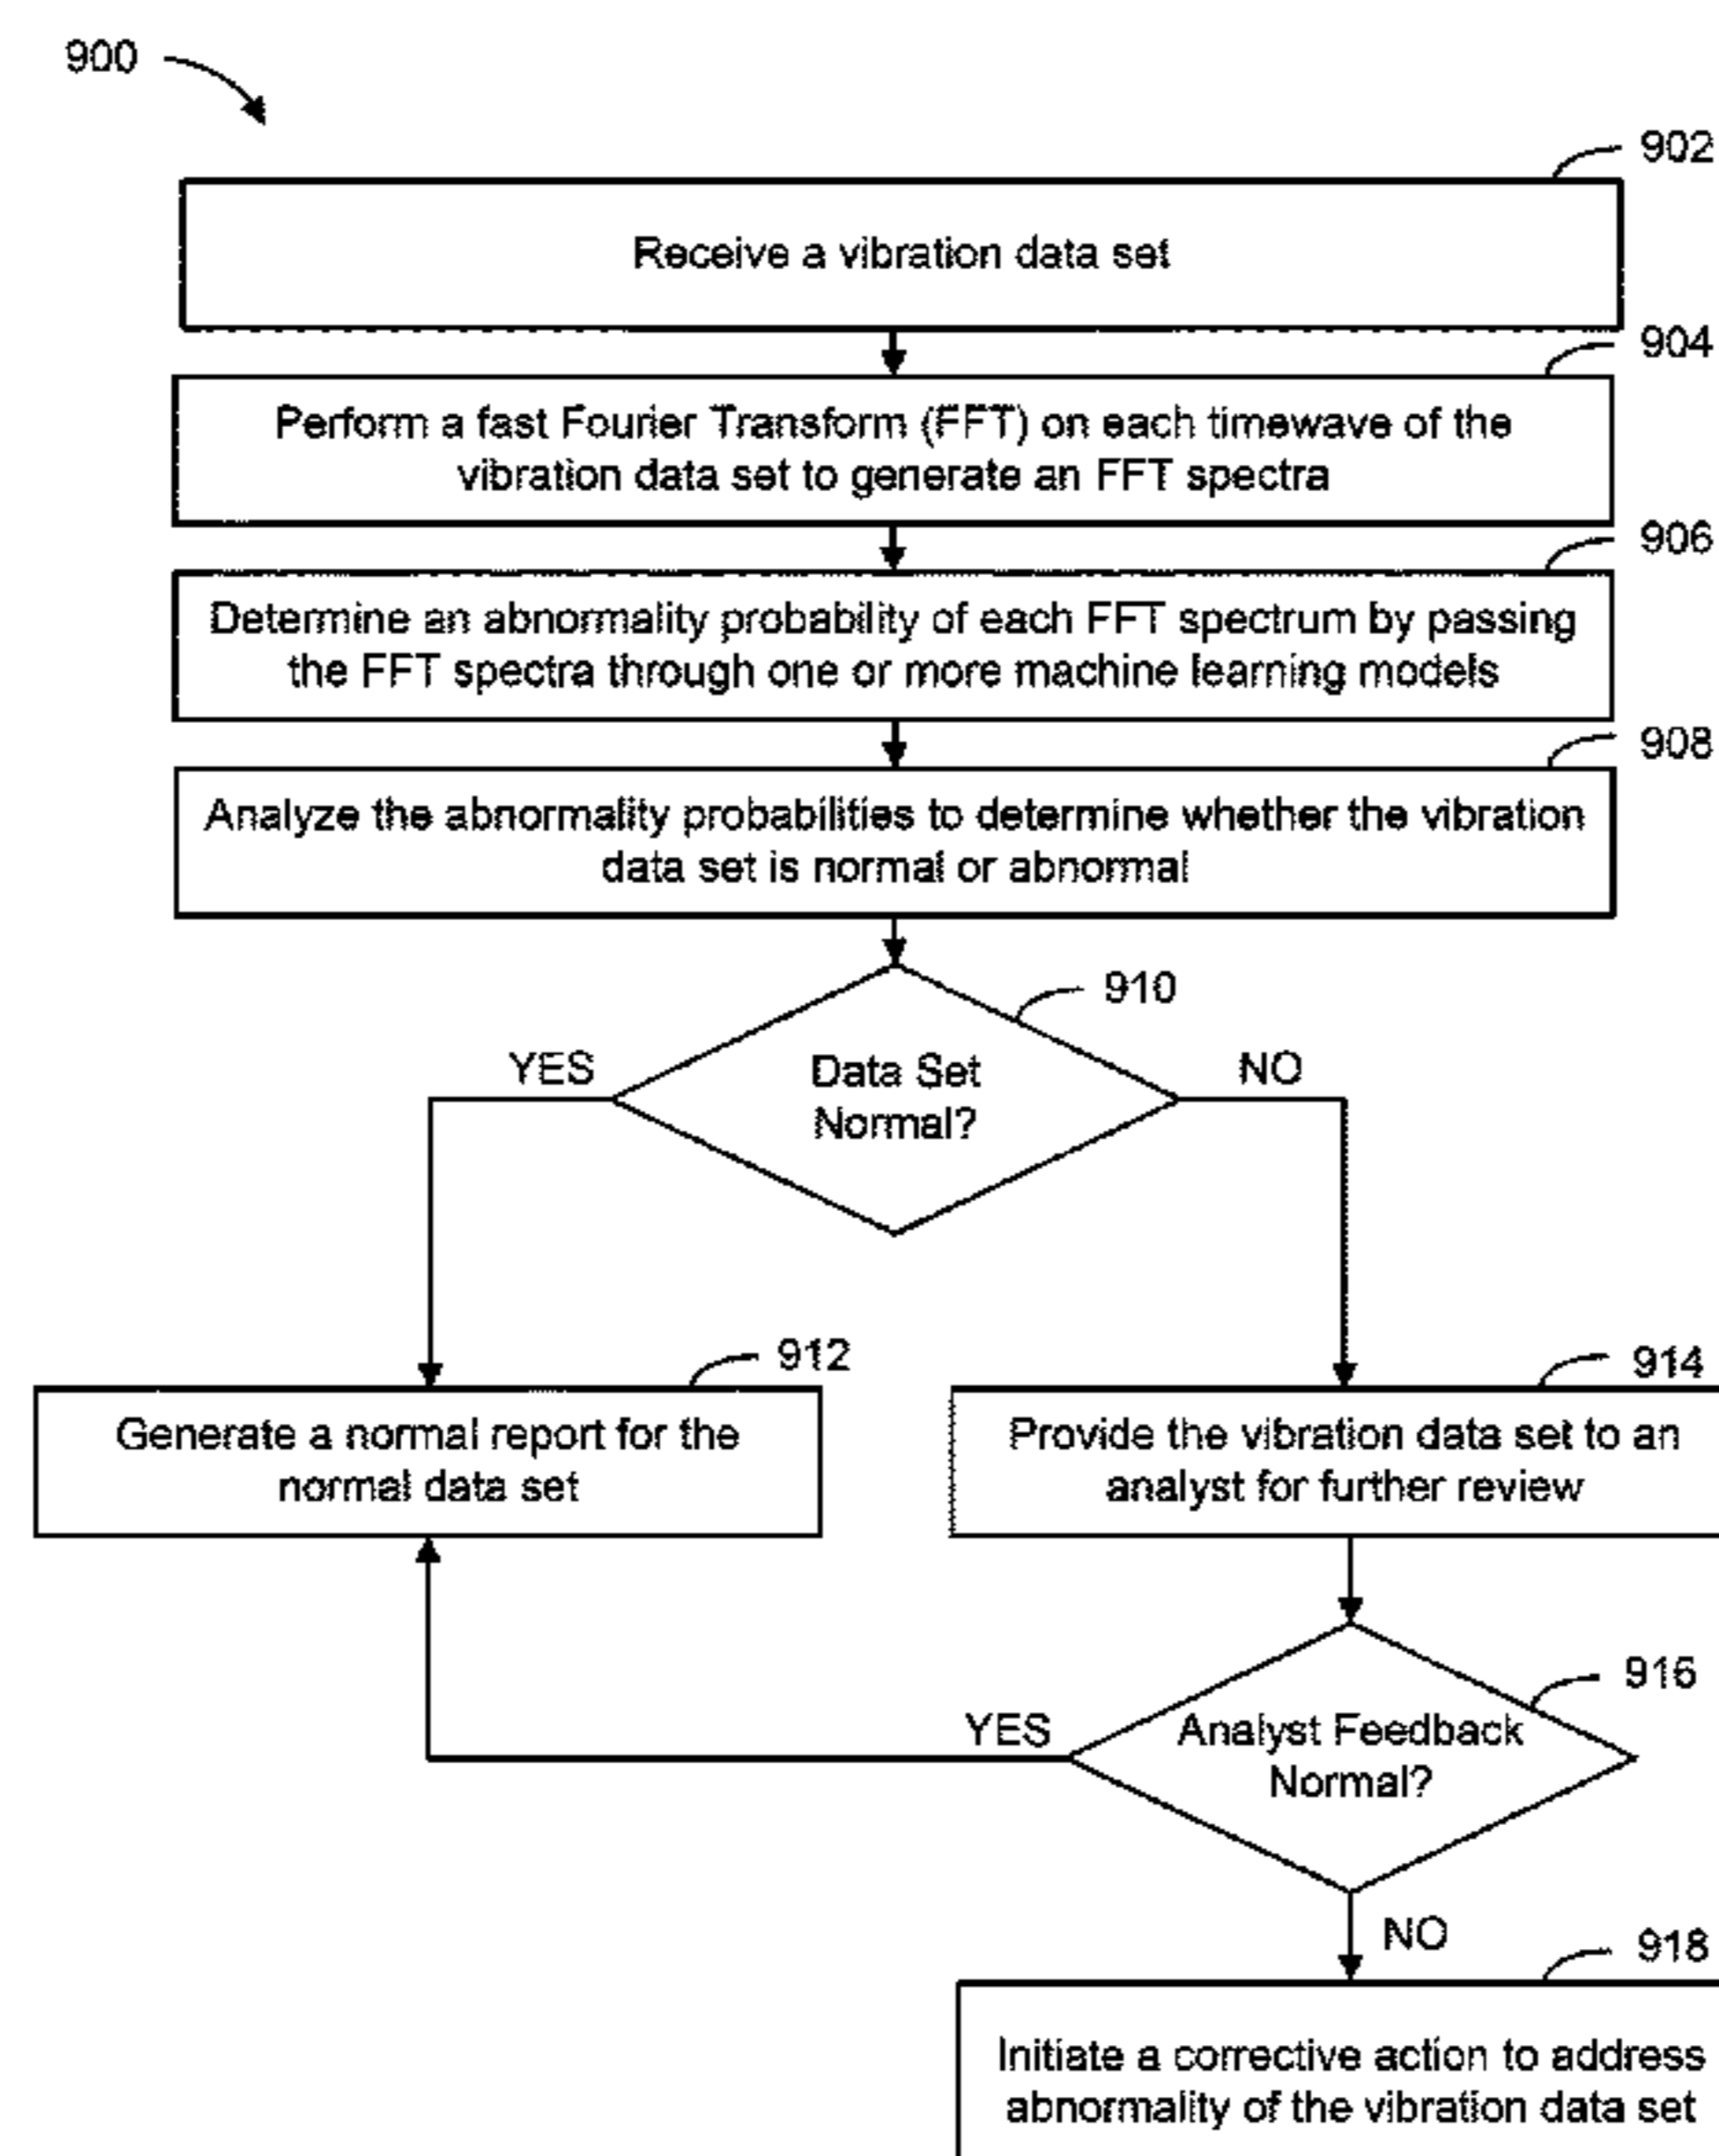 900
902
Receive a vibration data set
904
Perform a fast Fourier Transform (FFT) on each timewave of the
vibration data set to generate an FFT spectra
906
Determine an abnormality probability of each FFT spectrum by passing
the FFT spectra through one or more machine learning models
908
Analyze the abnormality probabilities to determine whether the vibration
data set is normal or abnormal
910
YES
Data Set
Normal?
NO
912
Generate a normal report for the
normal data set
914
Provide the vibration data set to an
analyst for further review
916
YES
Analyst Feedback
Normal?
NO
918
Initiate a corrective action to address
abnormality of the vibration data set